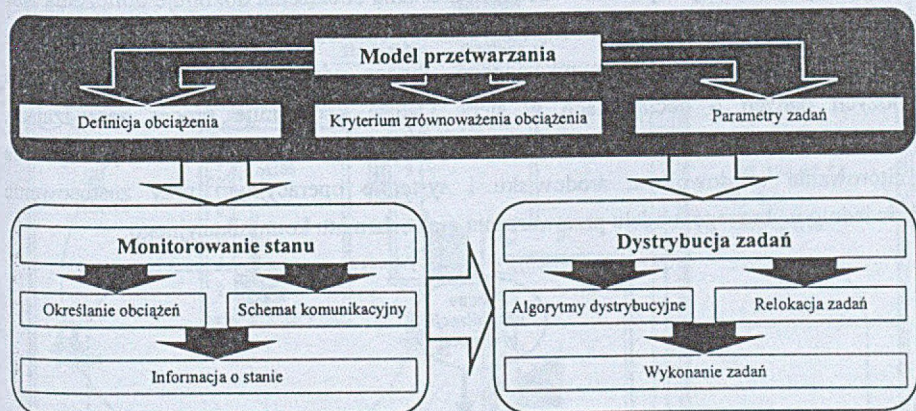 Model przetwarzania
Definicja obciążenia
Kryterium zrównoważenia obciążenia
Parametry zadań
Monitorowanie stanu
Określanie obciążeń
Schemat komunikacyjny
Informacja o stanie
Dystrybucja zadań
Algorytmy dystrybucyjne
Relokacja zadań
Wykonanie zadań